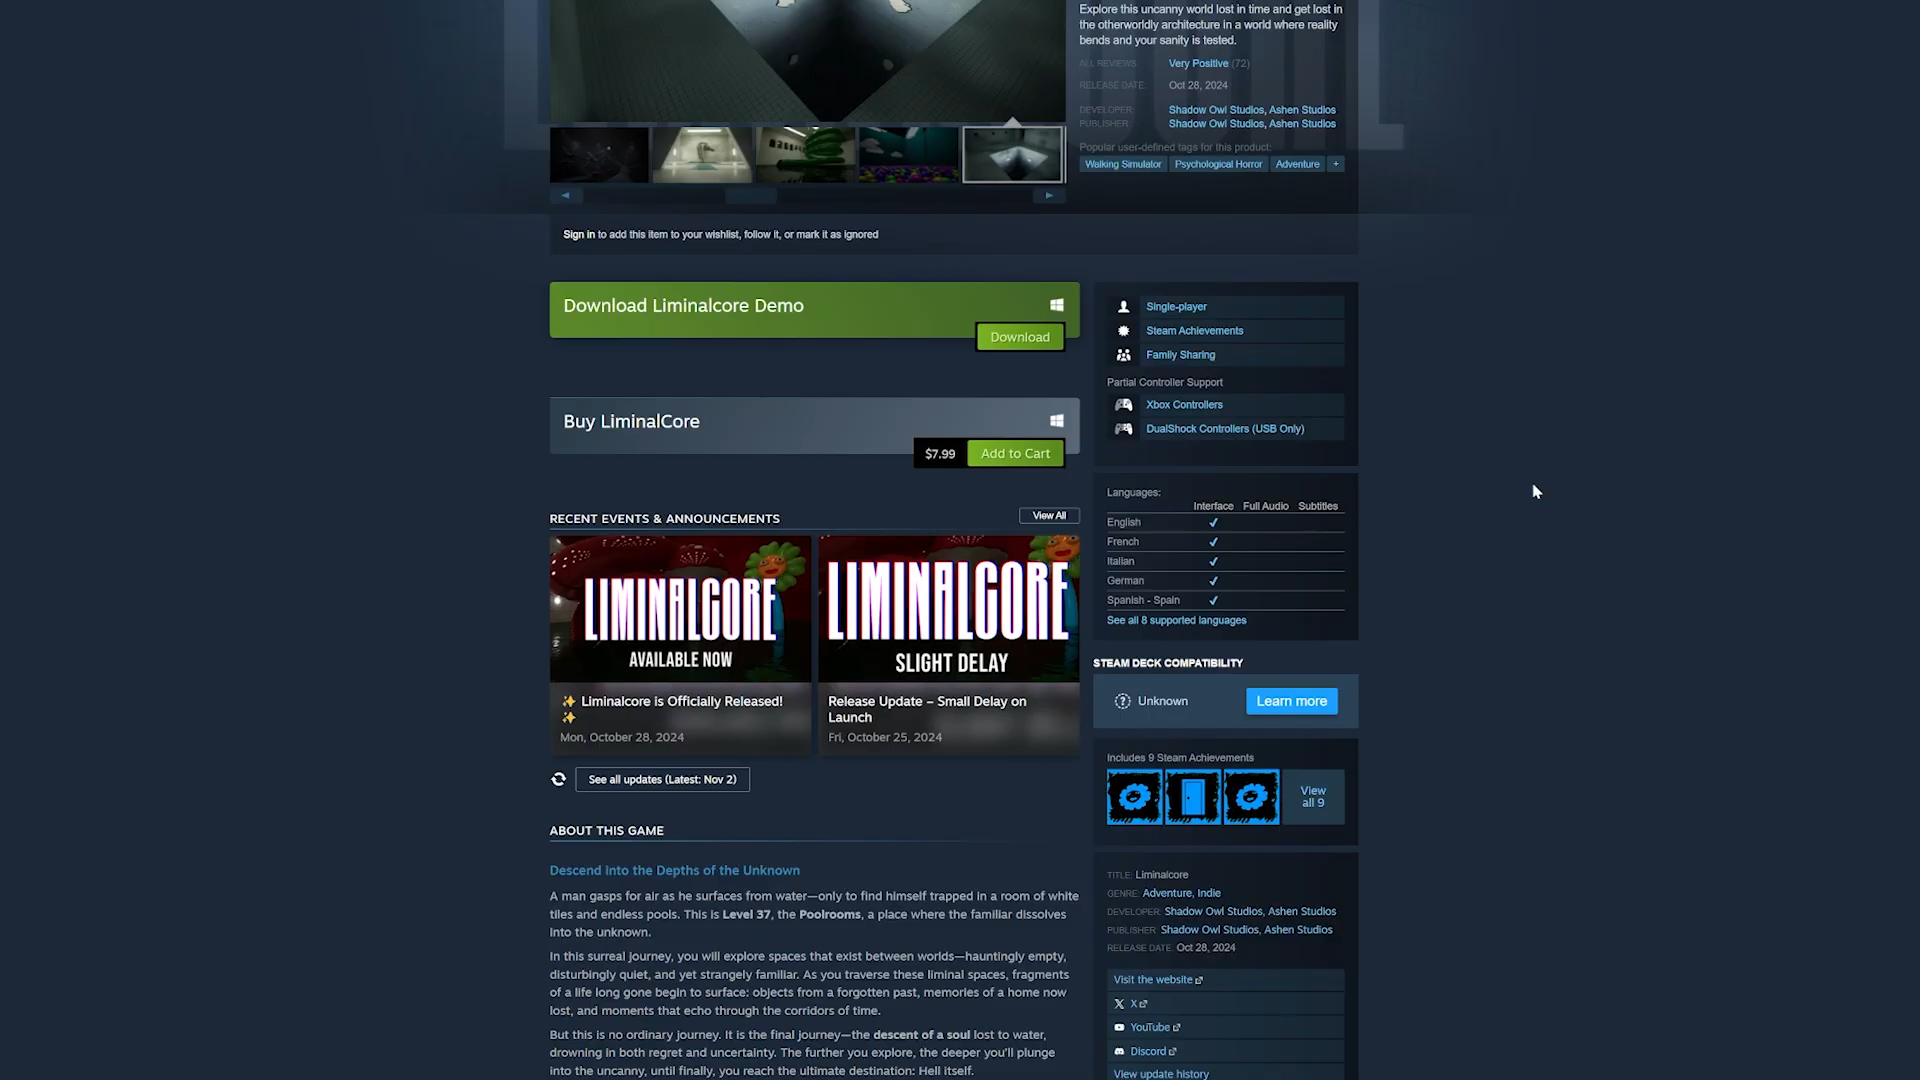 Explore this uncanny world lost in time and get lost in
the otherworldly architecture in a world where reality
bends and your sanity is tested.
ALL REVIEWS: Very Positive (72)
RELEASE DATE: Oct 28, 2024
DEVELOPER: Shadow Owl Studios, Ashen Studios
PUBLISHER: Shadow Owl Studios, Ashen Studios
Popular user-defined tags for this product:
Walking Simulator Psychological Horror Adventure +
Sign in to add this item to your wishlist, follow it, or mark it as ignored
Download Liminalcore Demo
Download
Buy LiminalCore
$7.99 Add to Cart
RECENT EVENTS & ANNOUNCEMENTS
View All
LIMINALCORE
AVAILABLE NOW
✨ Liminalcore is Officially Released!
✨
Mon, October 28, 2024
LIMINALCORE
SLIGHT DELAY
Release Update – Small Delay on
Launch
Fri, October 25, 2024
See all updates (Latest: Nov 2)
ABOUT THIS GAME
Descend into the Depths of the Unknown
A man gasps for air as he surfaces from water—only to find himself trapped in a room of white
tiles and endless pools. This is Level 37, the Poolrooms, a place where the familiar dissolves
into the unknown.
In this surreal journey, you will explore spaces that exist between worlds—hauntingly empty,
disturbingly quiet, and yet strangely familiar. As you traverse these liminal spaces, fragments
of a life long gone begin to surface: objects from a forgotten past, memories of a home now
lost, and moments that echo through the corridors of time.
But this is no ordinary journey. It is the final journey—the descent of a soul lost to water,
drowning in both regret and uncertainty. The further you explore, the deeper you'll plunge
into the uncanny, until finally, you reach the ultimate destination: Hell itself.
Single-player
Steam Achievements
Family Sharing
Partial Controller Support
Xbox Controllers
DualShock Controllers (USB Only)
Languages:
Interface Full Audio Subtitles
English ✓
French ✓
Italian ✓
German ✓
Spanish - Spain ✓
See all 8 supported languages
STEAM DECK COMPATIBILITY
Unknown
Learn more
Includes 9 Steam Achievements
View
all 9
TITLE: Liminalcore
GENRE: Adventure, Indie
DEVELOPER: Shadow Owl Studios, Ashen Studios
PUBLISHER: Shadow Owl Studios, Ashen Studios
RELEASE DATE: Oct 28, 2024
Visit the website
X
YouTube
Discord
View update history